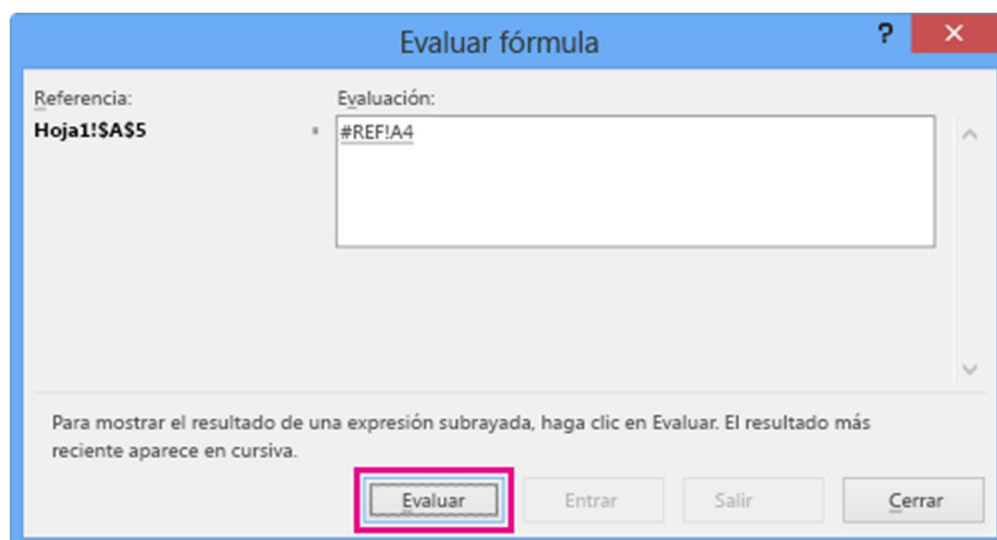 Evaluar fórmula
?
Referencia:
Evaluación:
Hoja1!$A$5
=
#REF!A4
Para mostrar el resultado de una expresión subrayada, haga clic en Evaluar. El resultado más
reciente aparece en cursiva.
Evaluar
Entrar
Salir
Cerrar